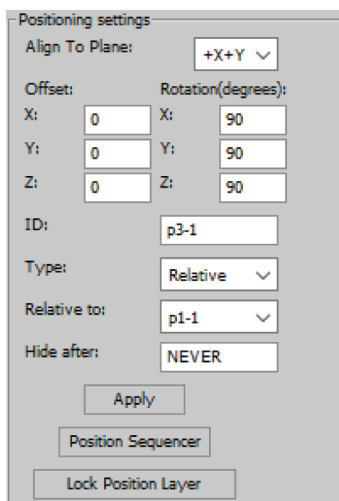 Positioning settings
Align To Plane: +X+Y
Offset: Rotation(degrees):
X: 0 X: 90
Y: 0 Y: 90
Z: 0 Z: 90
ID: p3-1
Type: Relative
Relative to: p1-1
Hide after: NEVER
Apply
Position Sequencer
Lock Position Layer